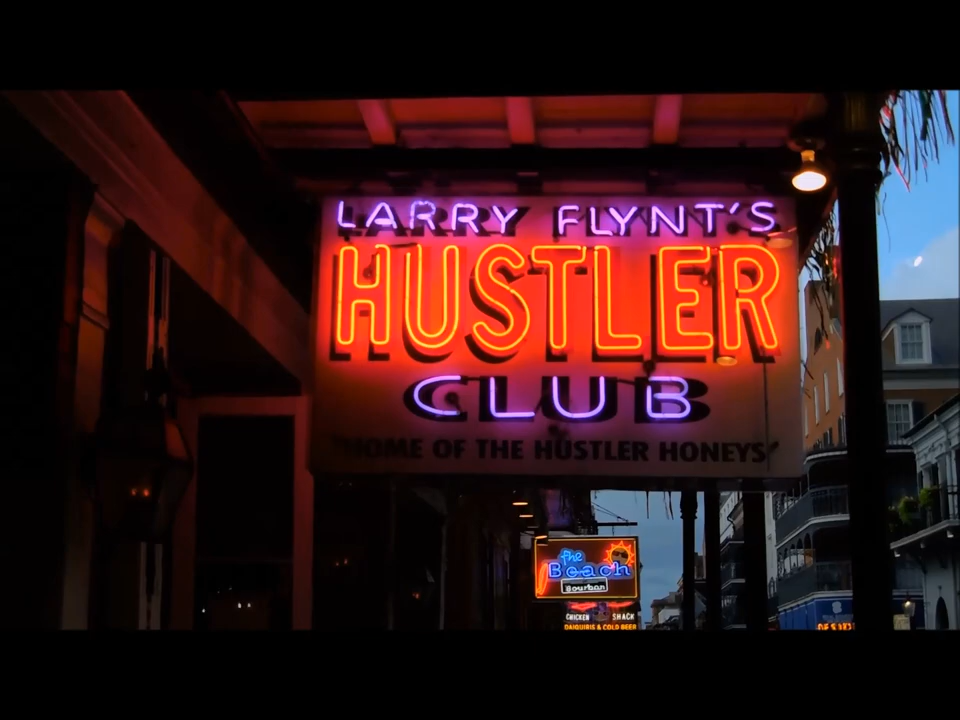 LARRY FLYNT'S
HUSTLER
CLUB
"HOME OF THE HUSTLER HONEYS"
the
Beach
Bourbon
CHICKEN SHACK
DAIQUIRIS & COLD BEER